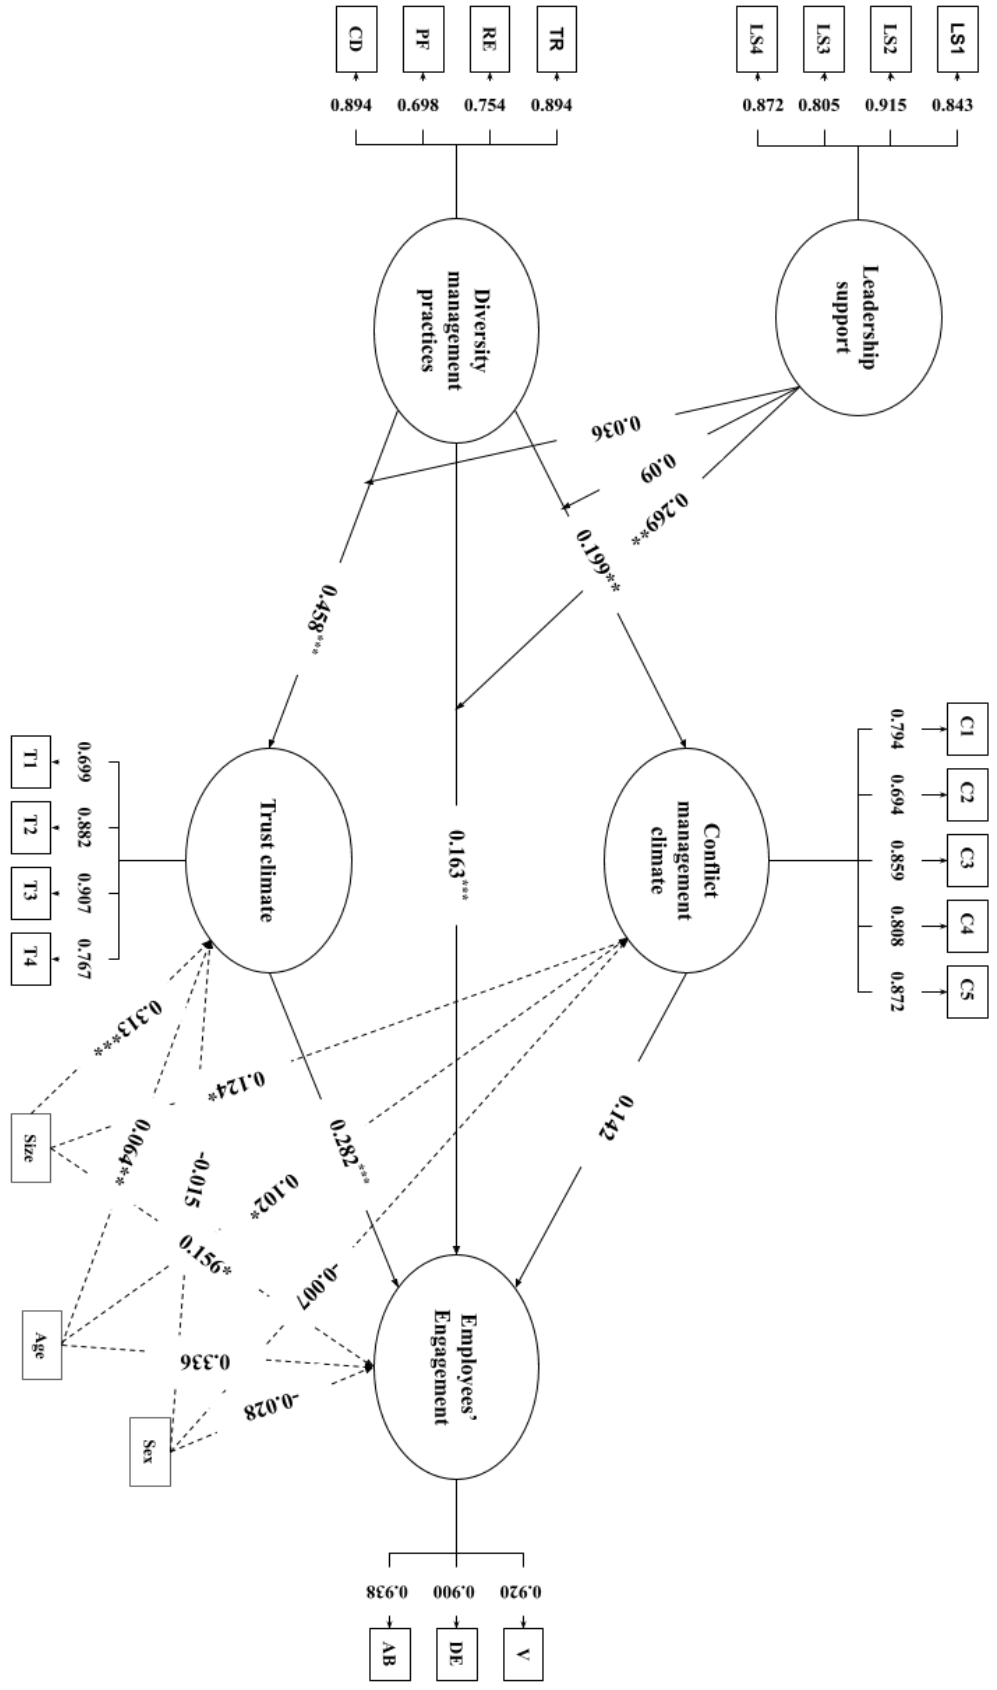 LS1
LS2
LS3
LS4
0.843
0.915
0.805
0.872
Leadership
support
TR
RE
PF
CD
0.894
0.754
0.698
0.894
Diversity
management
practices
0.036
0.09
0.269**
0.199**
0.163***
0.458***
C1
C2
C3
C4
C5
0.794
0.694
0.859
0.808
0.872
Conflict
management
climate
Trust climate
0.699
0.882
0.907
0.767
T1
T2
T3
T4
0.142
0.282***
0.313***
0.124*
0.064**
-0.015
0.102*
0.156*
-0.007
0.336
-0.028
Size
Age
Sex
Employees’
Engagement
0.920
0.900
0.938
V
DE
AB